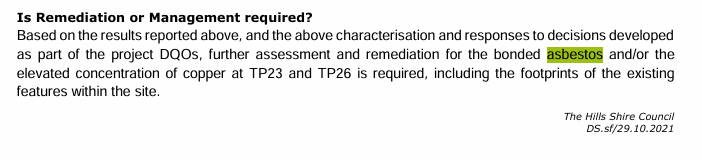 Is Remediation or Management required?
Based on the results reported above, and the above characterisation and responses to decisions developed
as part of the project DQOs, further assessment and remediation for the bonded asbestos and/or the
elevated concentration of copper at TP23 and TP26 is required, including the footprints of the existing
features within the site.
The Hills Shire Council
DS.sf/29.10.2021